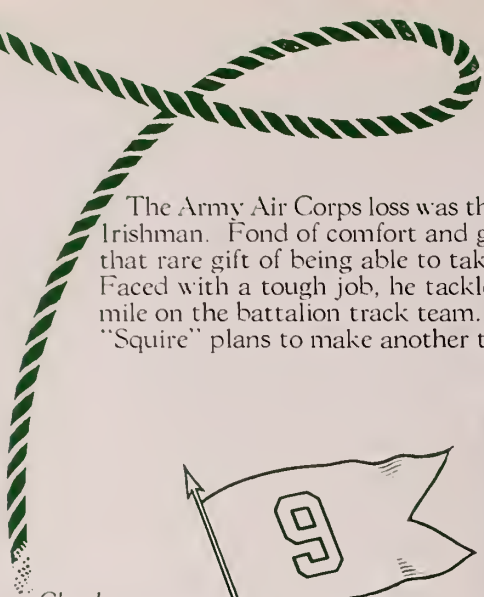 The Army Air Corps loss was th
Irishman. Fond of comfort and g
that rare gift of being able to tak
Faced with a tough job, he tackle
mile on the battalion track team.
"Squire" plans to make another t
9